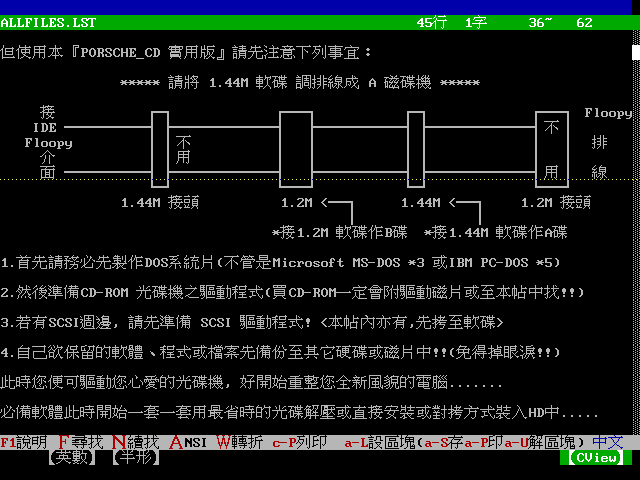 ALLFILES.LST 45行 1字 36~ 62
但使用本『PORSCHE_CD 實用版』請先注意下列事宜：
***** 請將 1.44M 軟碟 調排線成 A 磁碟機 *****
接 Floopy
IDE 不
Floopy 不 排
介 用
面 用 線
1.44M 接頭 1.2M <─┐ 1.44M <─┐ 1.2M 接頭
*接1.2M 軟碟作B碟 *接1.44M 軟碟作A碟
1.首先請務必先製作DOS系統片(不管是Microsoft MS-DOS *3 或IBM PC-DOS *5)
2.然後準備CD-ROM 光碟機之驅動程式(買CD-ROM一定會附驅動磁片或至本帖中找!!)
3.若有SCSI週邊, 請先準備 SCSI 驅動程式! <本帖內亦有,先拷至軟碟>
4.自己欲保留的軟體、程式或檔案先備份至其它硬碟或磁片中!!(免得掉眼淚!!)
此時您便可驅動您心愛的光碟機, 好開始重整您全新風貌的電腦.......
必備軟體此時開始一套一套用最省時的光碟解壓或直接安裝或對拷方式裝入HD中.....
F1說明 F尋找 N續找 ANSI W轉折 c-P列印 a-L設區塊(a-S存a-P印a-U解區塊) 中文
【英數】【半形】 【CView】